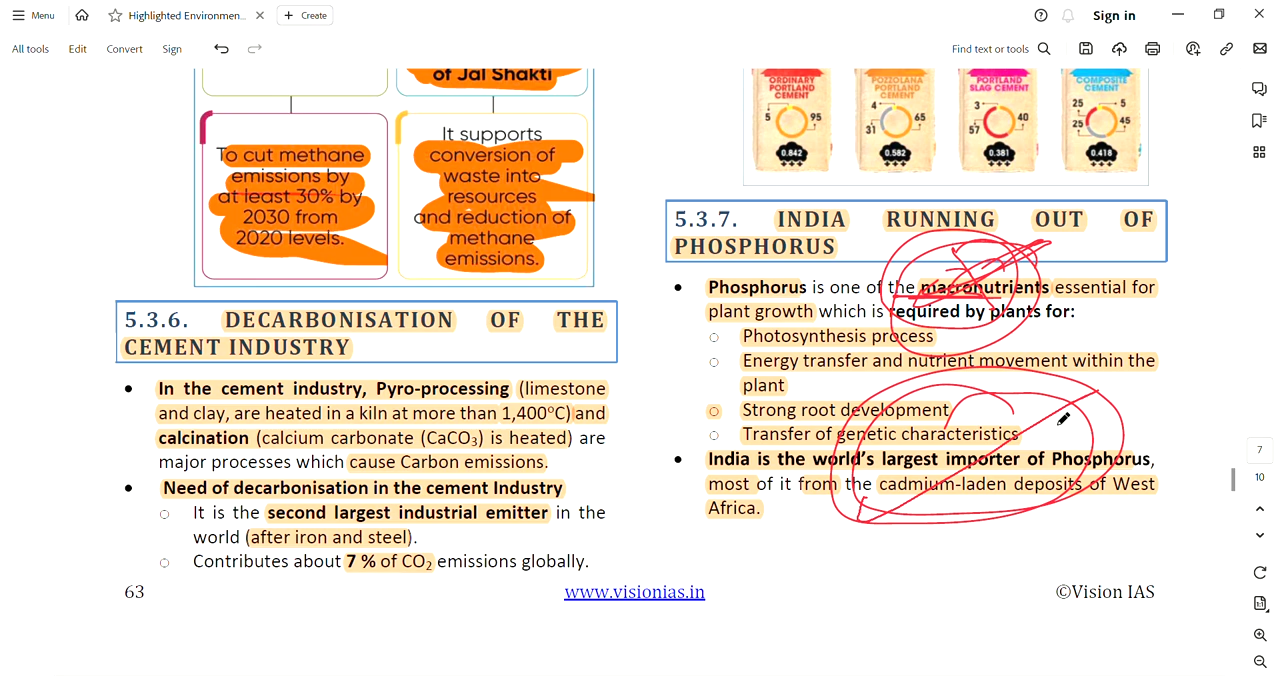 Menu
Highlighted Environmen...
Create
Sign in
All tools
Edit
Convert
Sign
Find text or tools
of Jal Shakti
To cut methane
emissions by
at least 30% by
2030 from
2020 levels.
It supports
conversion of
waste into
resources
and reduction of
methane
emissions.
5.3.6. DECARBONISATION OF THE
CEMENT INDUSTRY
• In the cement industry, Pyro-processing (limestone
and clay, are heated in a kiln at more than 1,400°C) and
calcination (calcium carbonate (CaCO₃) is heated) are
major processes which cause Carbon emissions.
• Need of decarbonisation in the cement Industry
○ It is the second largest industrial emitter in the
world (after iron and steel).
○ Contributes about 7 % of CO₂ emissions globally.
ORDINARY
PORTLAND
CEMENT
5 95
0.842
POZZOLANA
PORTLAND
CEMENT
4
31 65
0.582
PORTLAND
SLAG CEMENT
3
57 40
0.381
COMPOSITE
CEMENT
25 5
25 45
0.418
5.3.7. INDIA RUNNING OUT OF
PHOSPHORUS
• Phosphorus is one of the macronutrients essential for
plant growth which is required by plants for:
○ Photosynthesis process
○ Energy transfer and nutrient movement within the
plant
○ Strong root development
○ Transfer of genetic characteristics
• India is the world's largest importer of Phosphorus,
most of it from the cadmium-laden deposits of West
Africa.
63
www.visionias.in
©Vision IAS
7
10